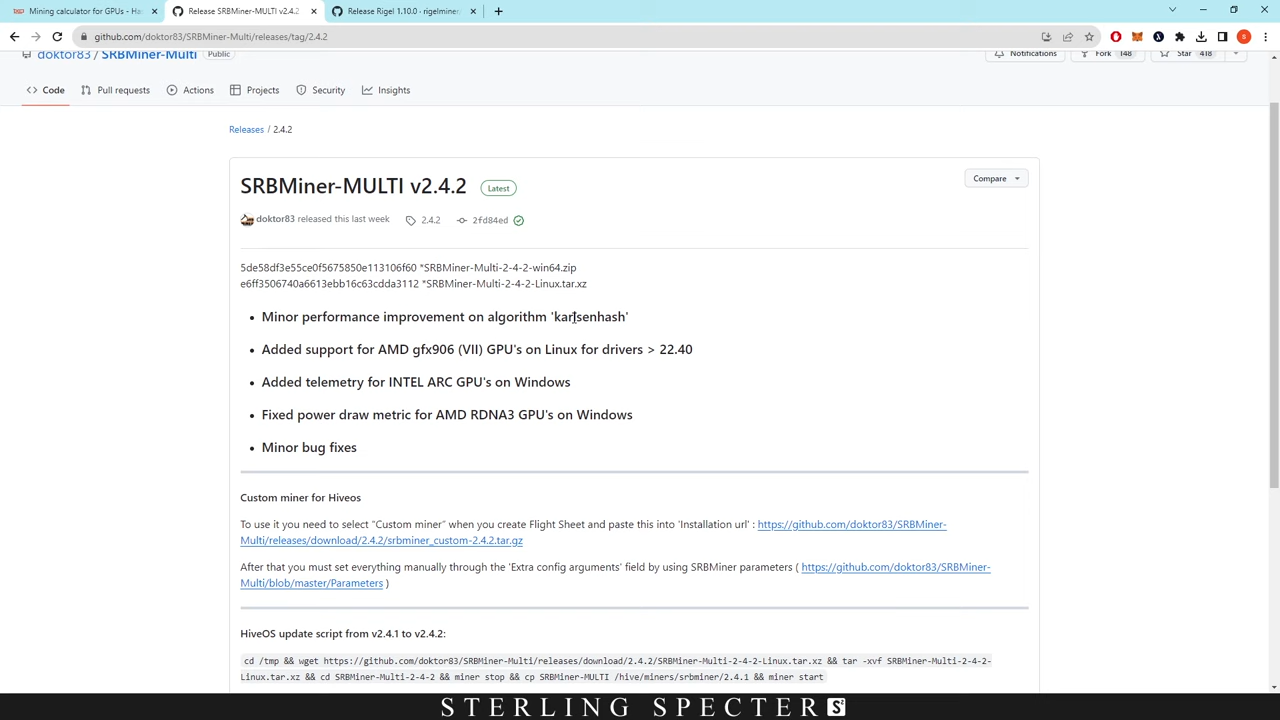 Mining calculator for GPUs - Ha
Release SRBMiner-MULTI v2.4.2
Release Rigel 1.10.0 · rigelminer
github.com/doktor83/SRBMiner-Multi/releases/tag/2.4.2
doktor83 / SRBMiner-Multi Public
Notifications Fork 148 Star 418
Code Pull requests Actions Projects Security Insights
Releases / 2.4.2
SRBMiner-MULTI v2.4.2 Latest
Compare
doktor83 released this last week 2.4.2 2fd84ed
5de58df3e55ce0f5675850e113106f60 *SRBMiner-Multi-2-4-2-win64.zip
e6ff3506740a6613ebb16c63cdda3112 *SRBMiner-Multi-2-4-2-Linux.tar.xz
• Minor performance improvement on algorithm 'karlsenhash'
• Added support for AMD gfx906 (VII) GPU's on Linux for drivers > 22.40
• Added telemetry for INTEL ARC GPU's on Windows
• Fixed power draw metric for AMD RDNA3 GPU's on Windows
• Minor bug fixes
Custom miner for Hiveos
To use it you need to select "Custom miner" when you create Flight Sheet and paste this into 'Installation url' : https://github.com/doktor83/SRBMiner-
Multi/releases/download/2.4.2/srbminer_custom-2.4.2.tar.gz
After that you must set everything manually through the 'Extra config arguments' field by using SRBMiner parameters ( https://github.com/doktor83/SRBMiner-
Multi/blob/master/Parameters )
HiveOS update script from v2.4.1 to v2.4.2:
cd /tmp && wget https://github.com/doktor83/SRBMiner-Multi/releases/download/2.4.2/SRBMiner-Multi-2-4-2-Linux.tar.xz && tar -xvf SRBMiner-Multi-2-4-2-
Linux.tar.xz && cd SRBMiner-Multi-2-4-2 && miner stop && cp SRBMiner-MULTI /hive/miners/srbminer/2.4.1 && miner start
STERLING SPECTER S²